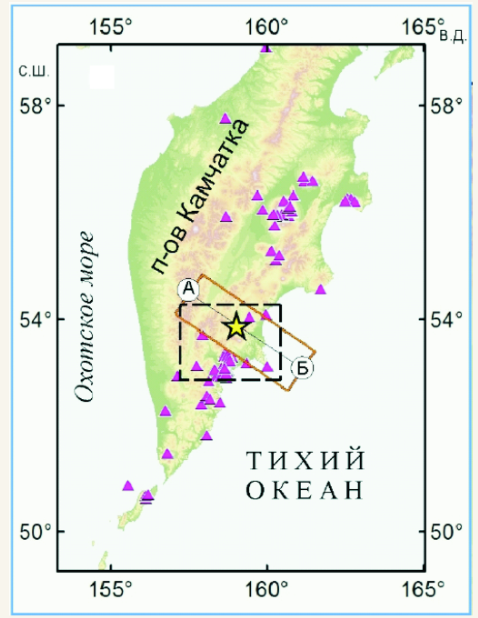 155° 160° 165° В.Д.
С.Ш.
58° 58°
п-ов Камчатка
Охотское море
А
54° 54°
Б
ТИХИЙ
ОКЕАН
50° 50°
155° 160° 165°